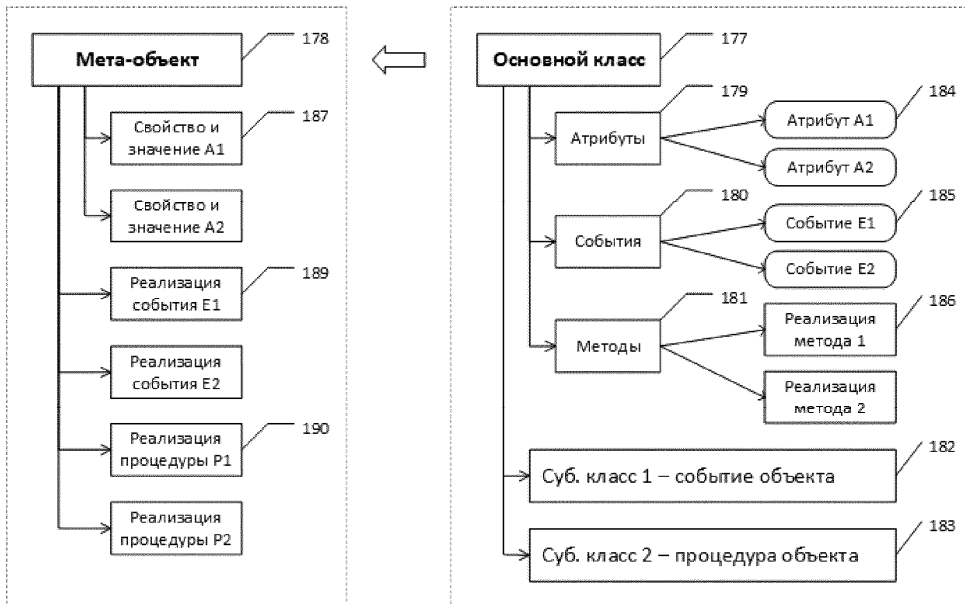 Мета-объект
178
Свойство и
значение A1
187
Свойство и
значение A2
Реализация
события E1
189
Реализация
события E2
Реализация
процедуры P1
190
Реализация
процедуры P2
Основной класс
177
Атрибуты
179
Атрибут A1
184
Атрибут A2
События
180
Событие E1
185
Событие E2
Методы
181
Реализация
метода 1
186
Реализация
метода 2
Суб. класс 1 – событие объекта
182
Суб. класс 2 – процедура объекта
183